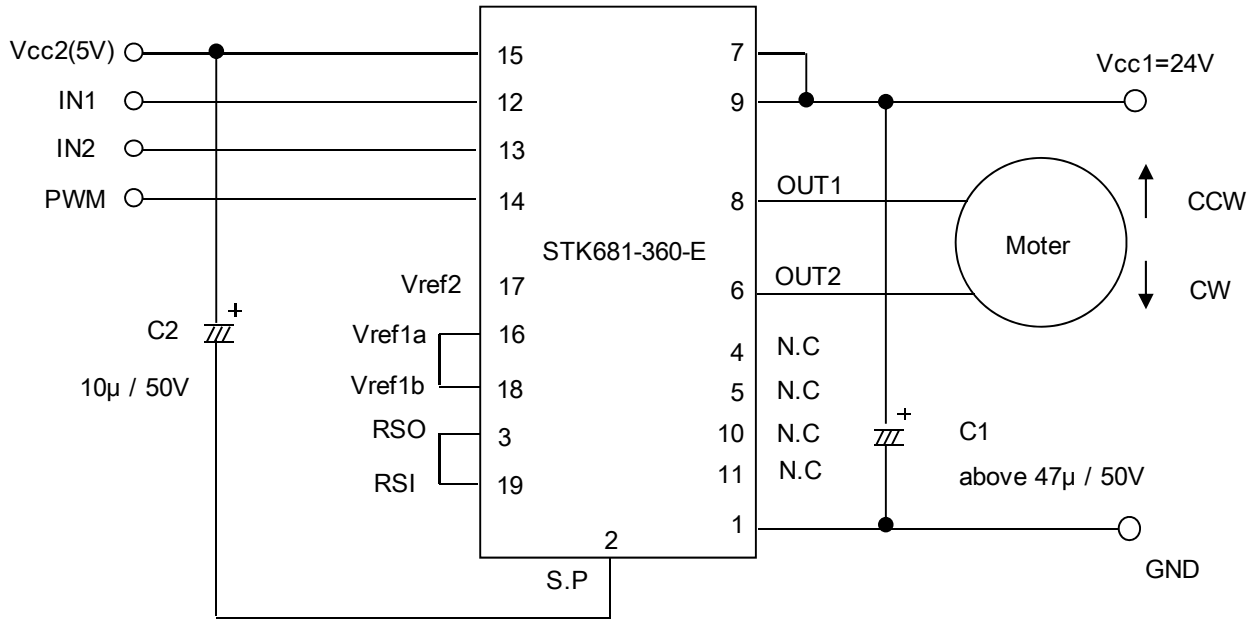 Vcc2(5V)
IN1
IN2
PWM
15
12
13
14
7
9
8
6
Vcc1=24V
OUT1
OUT2
Moter
CCW
CW
STK681-360-E
Vref2
17
Vref1a
16
Vref1b
18
RSO
3
RSI
19
C2
+
10µ / 50V
4
N.C
5
N.C
10
N.C
11
N.C
1
+
C1
above 47µ / 50V
GND
2
S.P